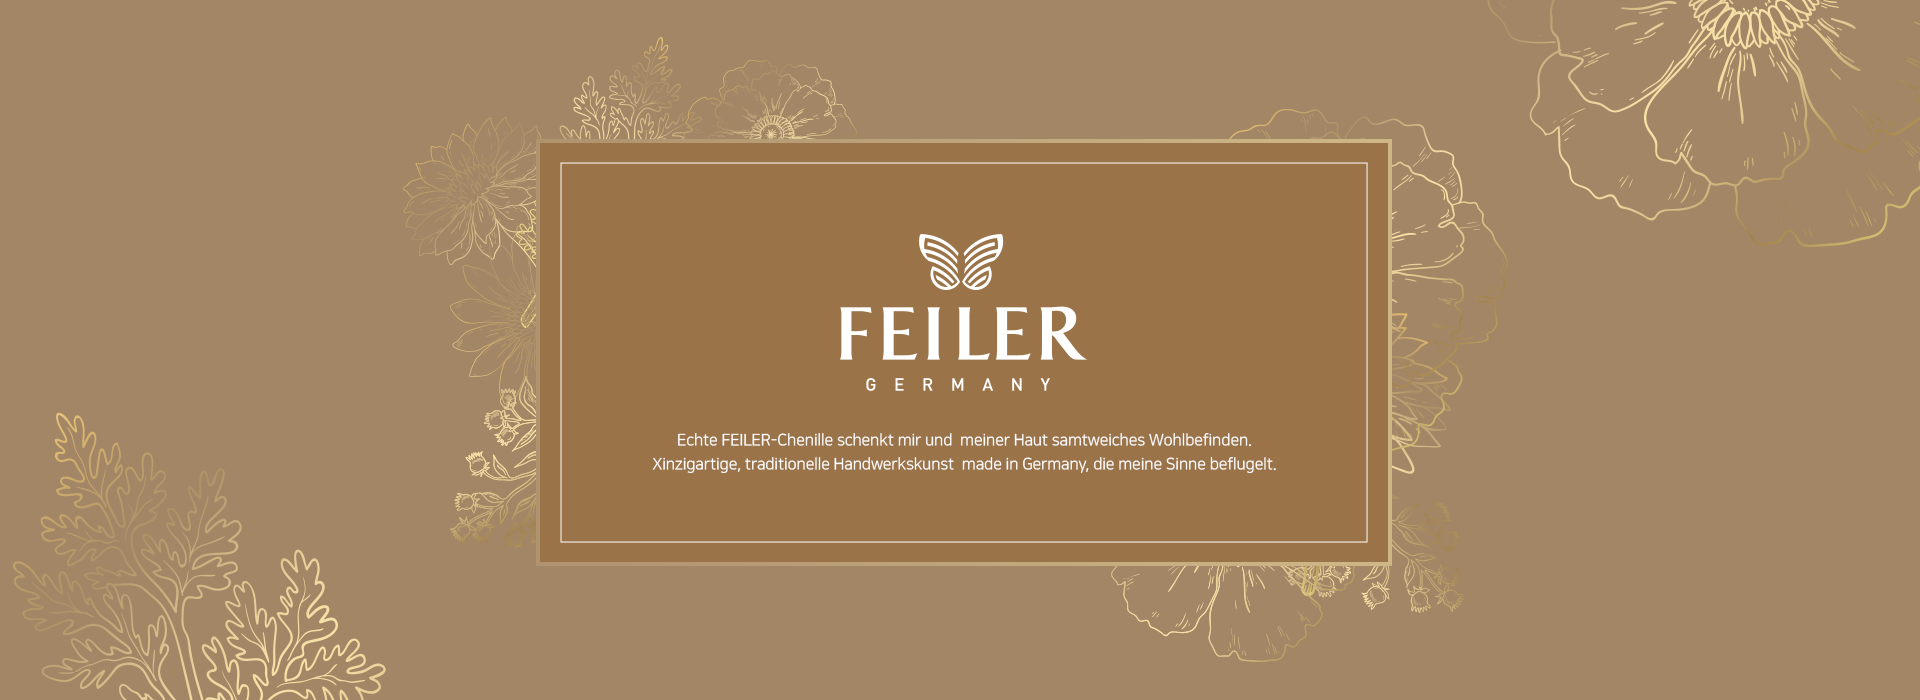 FEILER
GERMANY
Echte FEILER-Chenille schenkt mir und meiner Haut samtweiches Wohlbefinden.
Xinzigartige, traditionelle Handwerkskunst made in Germany, die meine Sinne beflugelt.